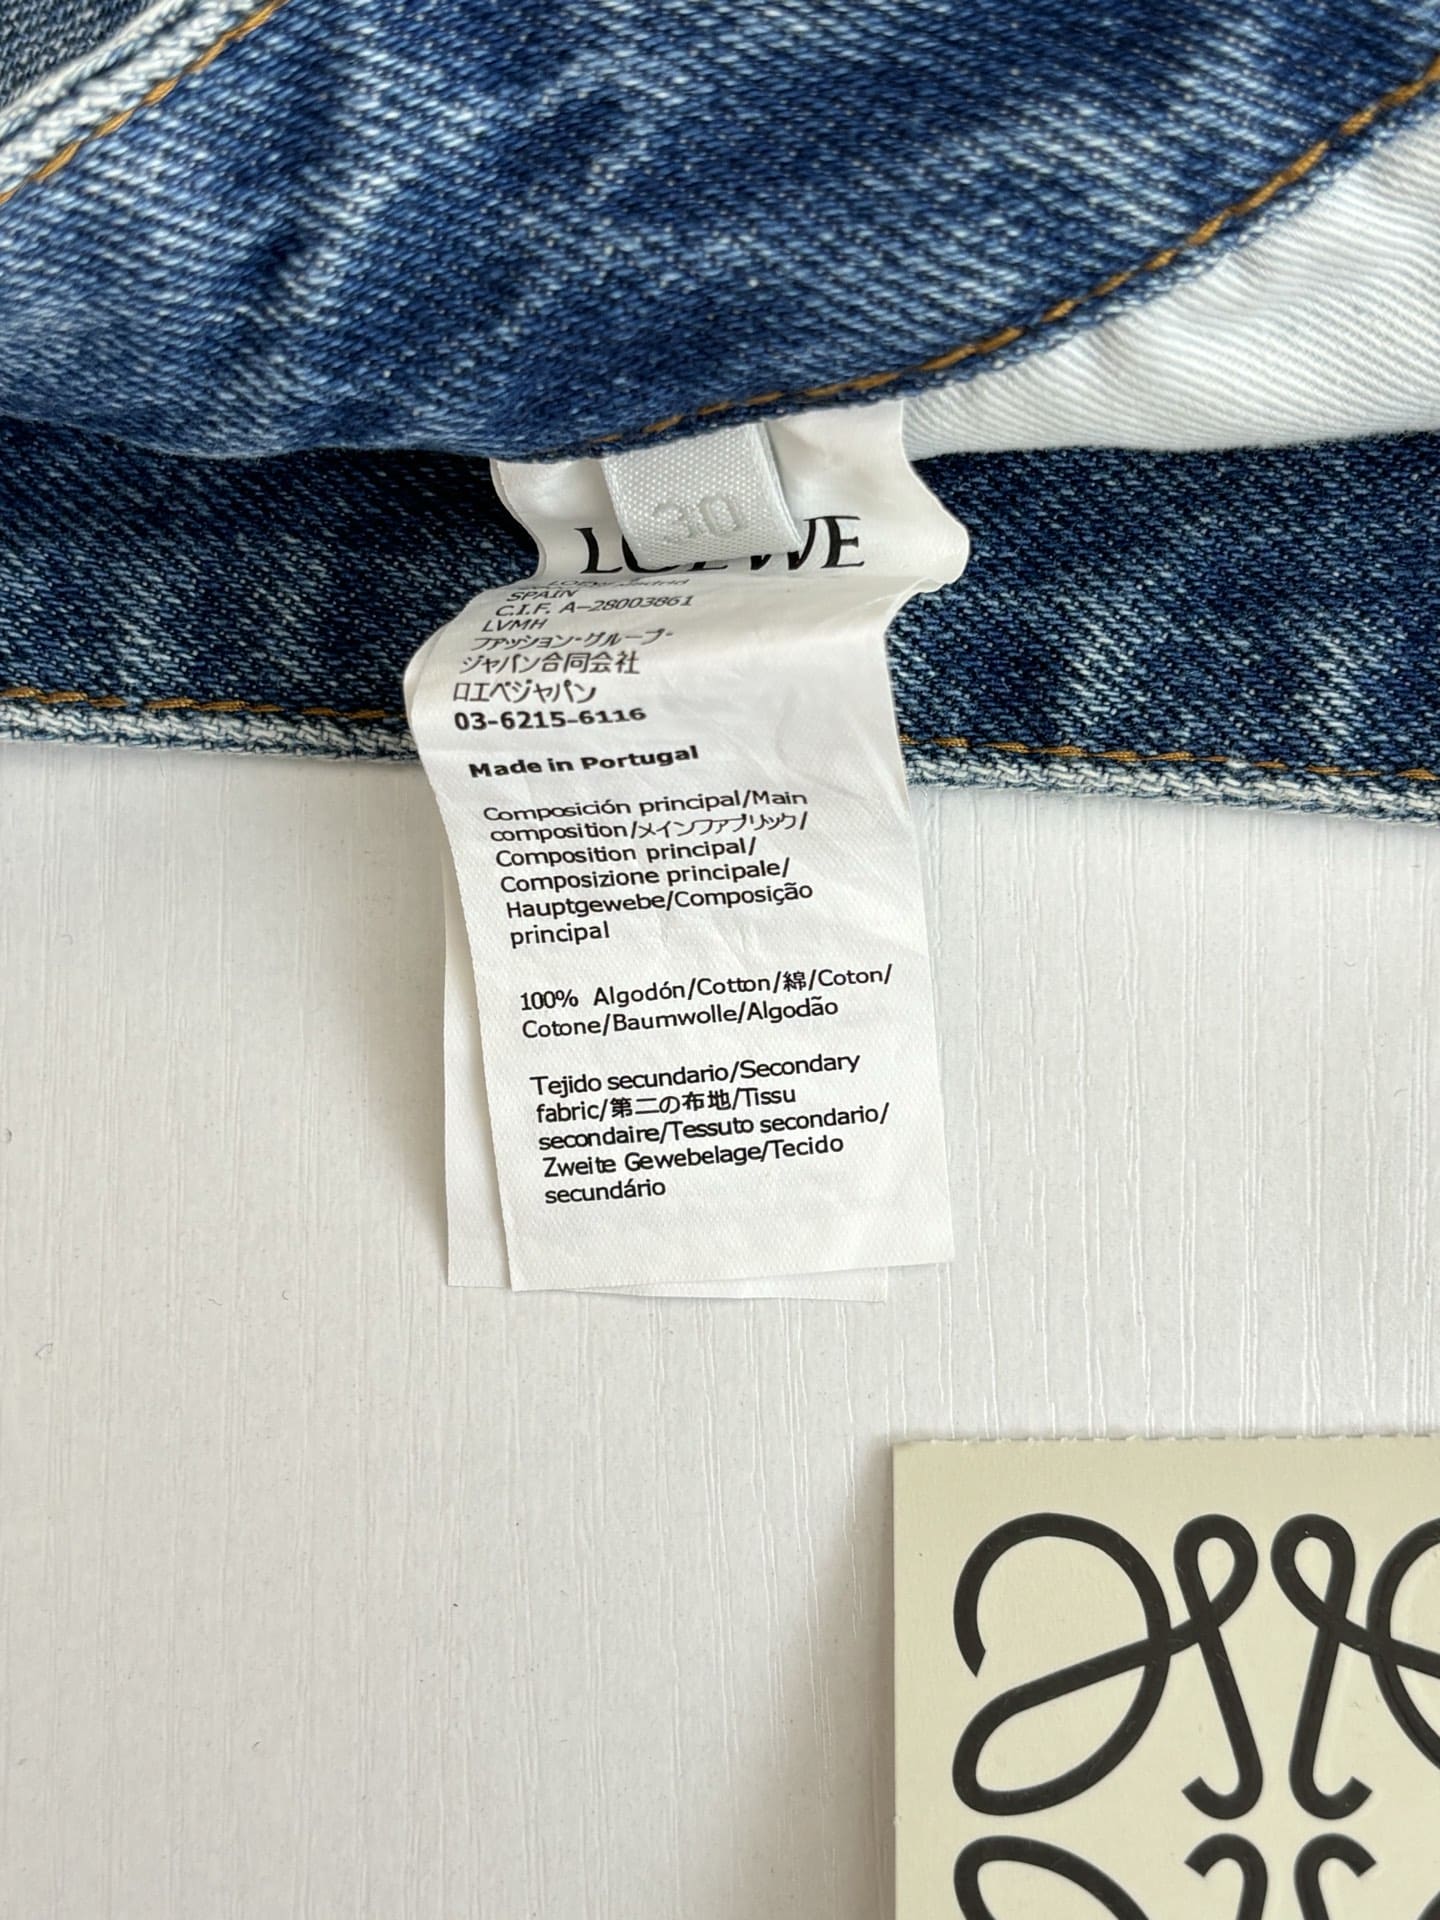 30
LOEWE
LOEWE Madrid
SPAIN
C.I.F. A-28003861
LVMH
ファッション・グループ・
ジャパン合同会社
ロエベジャパン
03-6215-6116
Made in Portugal
Composición principal/Main
composition/メインファブリック/
Composition principal/
Composizione principale/
Hauptgewebe/Composição
principal
100% Algodón/Cotton/綿/Coton/
Cotone/Baumwolle/Algodão
Tejido secundario/Secondary
fabric/第二の布地/Tissu
secondaire/Tessuto secondario/
Zweite Gewebelage/Tecido
secundário